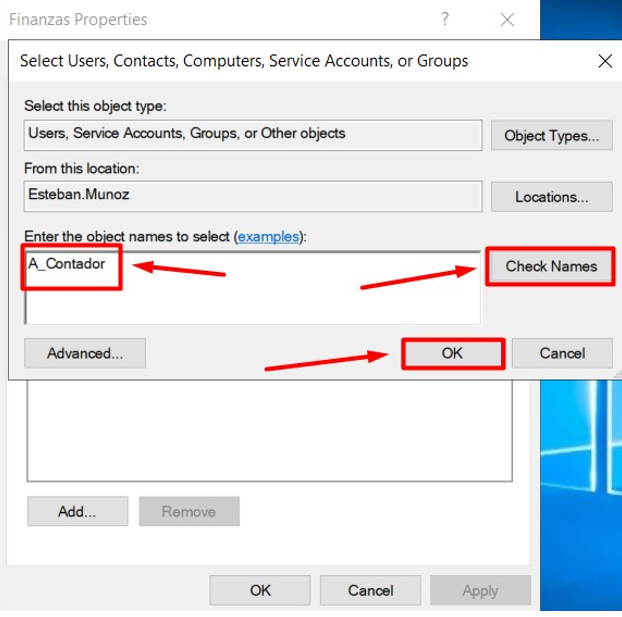 Finanzas Properties
?
Select Users, Contacts, Computers, Service Accounts, or Groups
Select this object type:
Users, Service Accounts, Groups, or Other objects
Object Types...
From this location:
Esteban.Munoz
Locations...
Enter the object names to select (examples):
A_Contador
Check Names
Advanced...
OK
Cancel
Add...
Remove
OK
Cancel
Apply